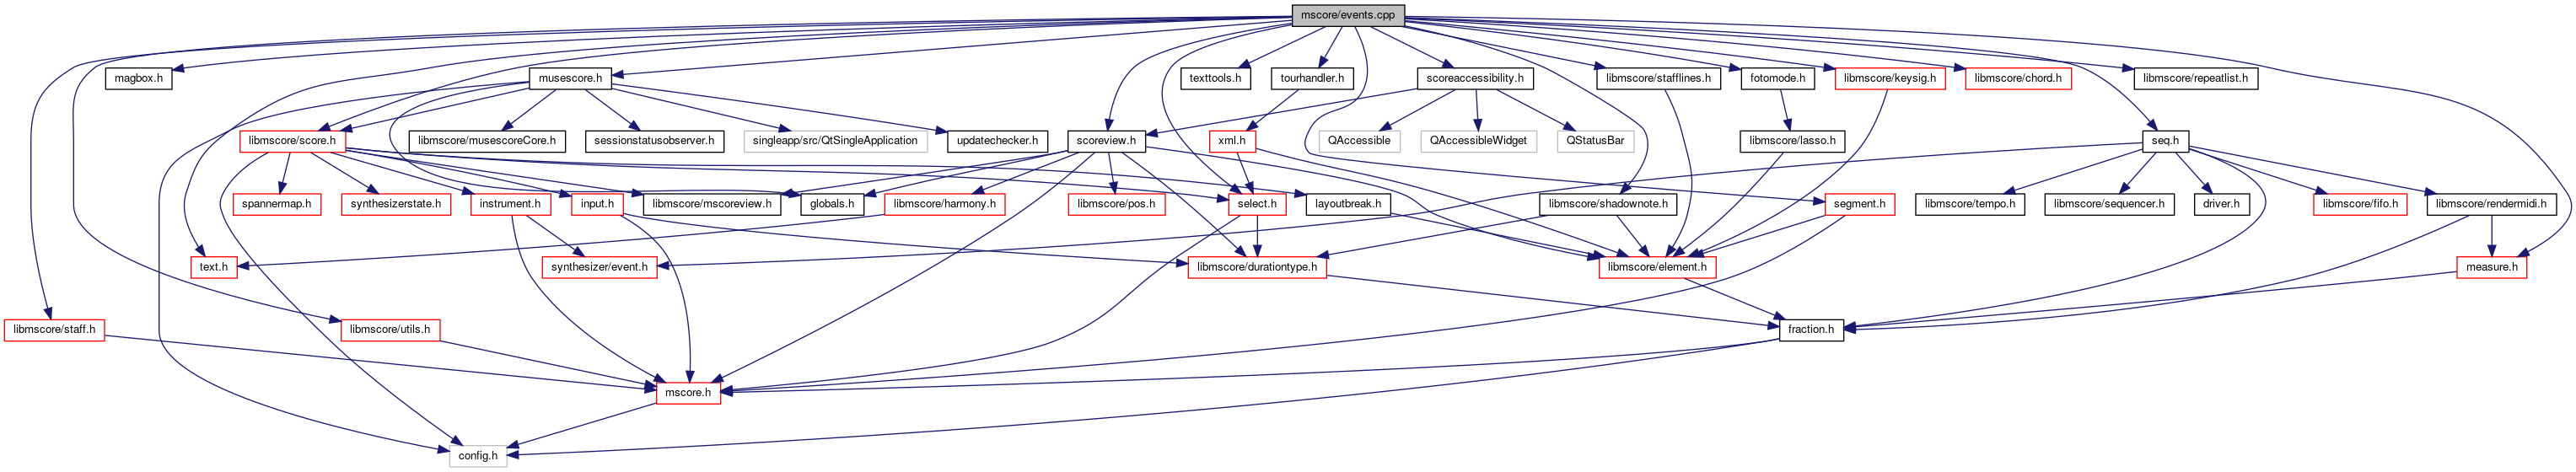 mscore/events.cpp
magbox.h
musescore.h
texttools.h
tourhandler.h
scoreaccessibility.h
libmscore/stafflines.h
fotomode.h
libmscore/keysig.h
libmscore/chord.h
libmscore/repeatlist.h
libmscore/score.h
libmscore/musescoreCore.h
sessionstatusobserver.h
singleapp/src/QtSingleApplication
updatechecker.h
scoreview.h
xml.h
QAccessible
QAccessibleWidget
QStatusBar
libmscore/lasso.h
seq.h
spannermap.h
synthesizerstate.h
instrument.h
input.h
libmscore/mscoreview.h
globals.h
libmscore/harmony.h
libmscore/pos.h
select.h
layoutbreak.h
libmscore/shadownote.h
segment.h
libmscore/tempo.h
libmscore/sequencer.h
driver.h
libmscore/fifo.h
libmscore/rendermidi.h
text.h
synthesizer/event.h
libmscore/durationtype.h
libmscore/element.h
measure.h
libmscore/staff.h
libmscore/utils.h
fraction.h
mscore.h
config.h